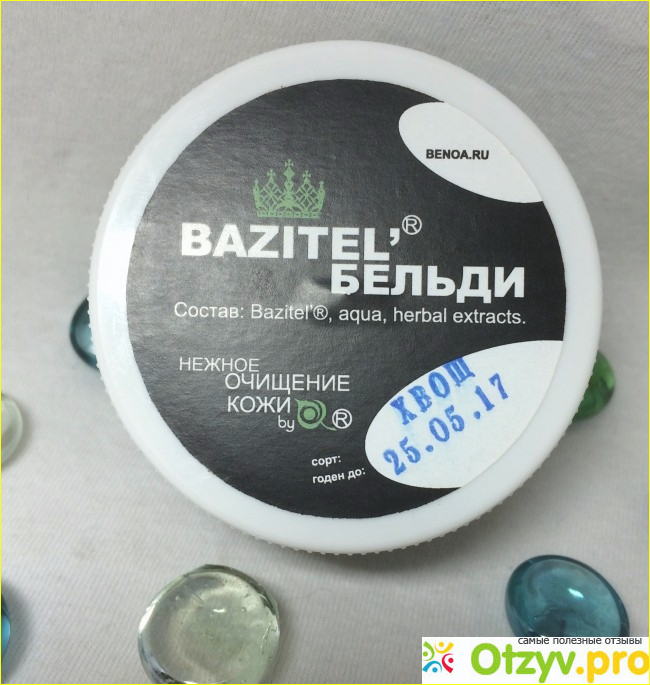 BENOA.RU
BAZITEL'®
БЕЛЬДИ
Состав: Bazitel'®, aqua, herbal extracts.
НЕЖНОЕ
ОЧИЩЕНИЕ
КОЖИ
by ®
ХВОЩ
25.05.17
сорт:
годен до:
самые полезные отзывы
Otzyv.pro